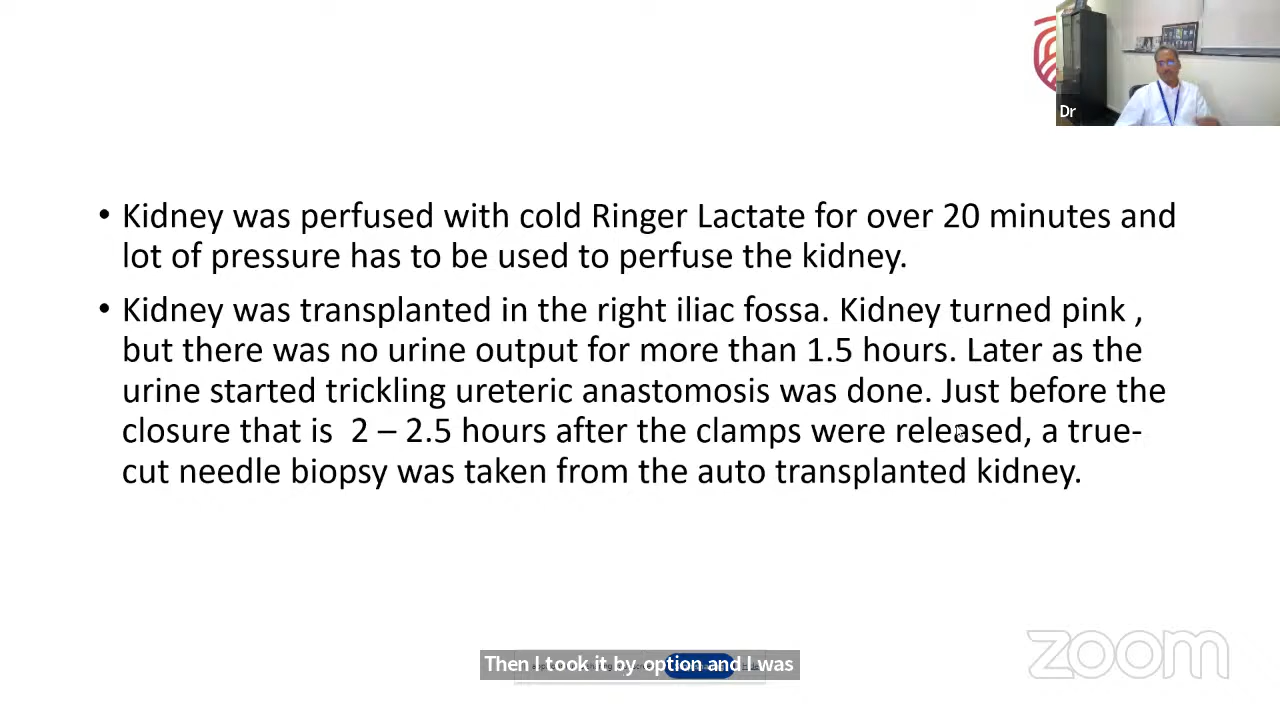 Dr
• Kidney was perfused with cold Ringer Lactate for over 20 minutes and
lot of pressure has to be used to perfuse the kidney.
• Kidney was transplanted in the right iliac fossa. Kidney turned pink ,
but there was no urine output for more than 1.5 hours. Later as the
urine started trickling ureteric anastomosis was done. Just before the
closure that is 2 – 2.5 hours after the clamps were released, a true-
cut needle biopsy was taken from the auto transplanted kidney.
Then I took it by option and I was
zoom